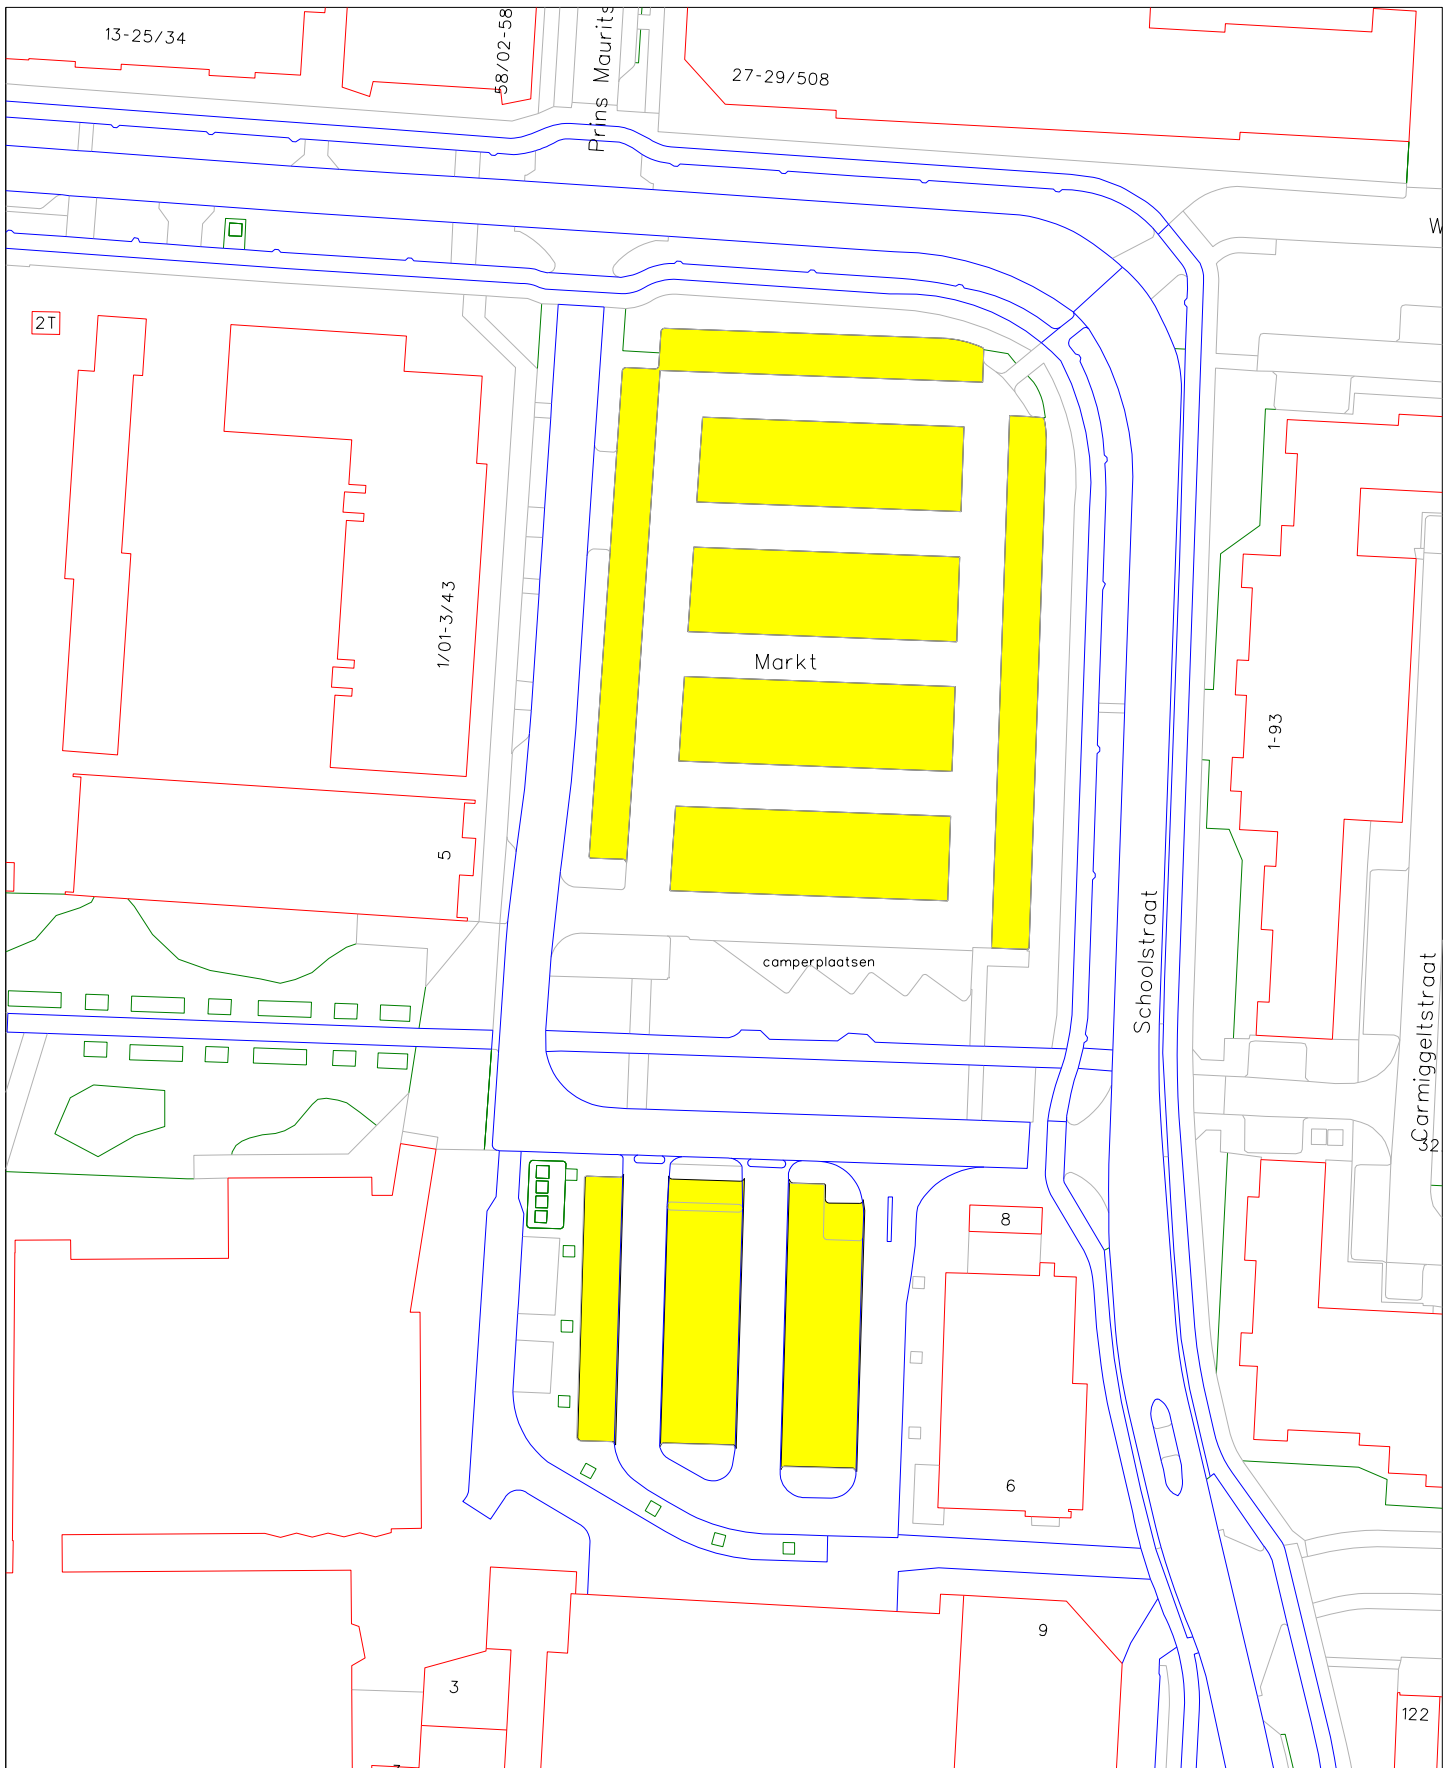 13-25/34
58/02-58
Prins Maurits
27-29/508
W
2T
1/01-3/43
Markt
1-93
5
camperplaatsen
Schoolstraat
Carmiggeltstraat
32
8
6
9
3
122